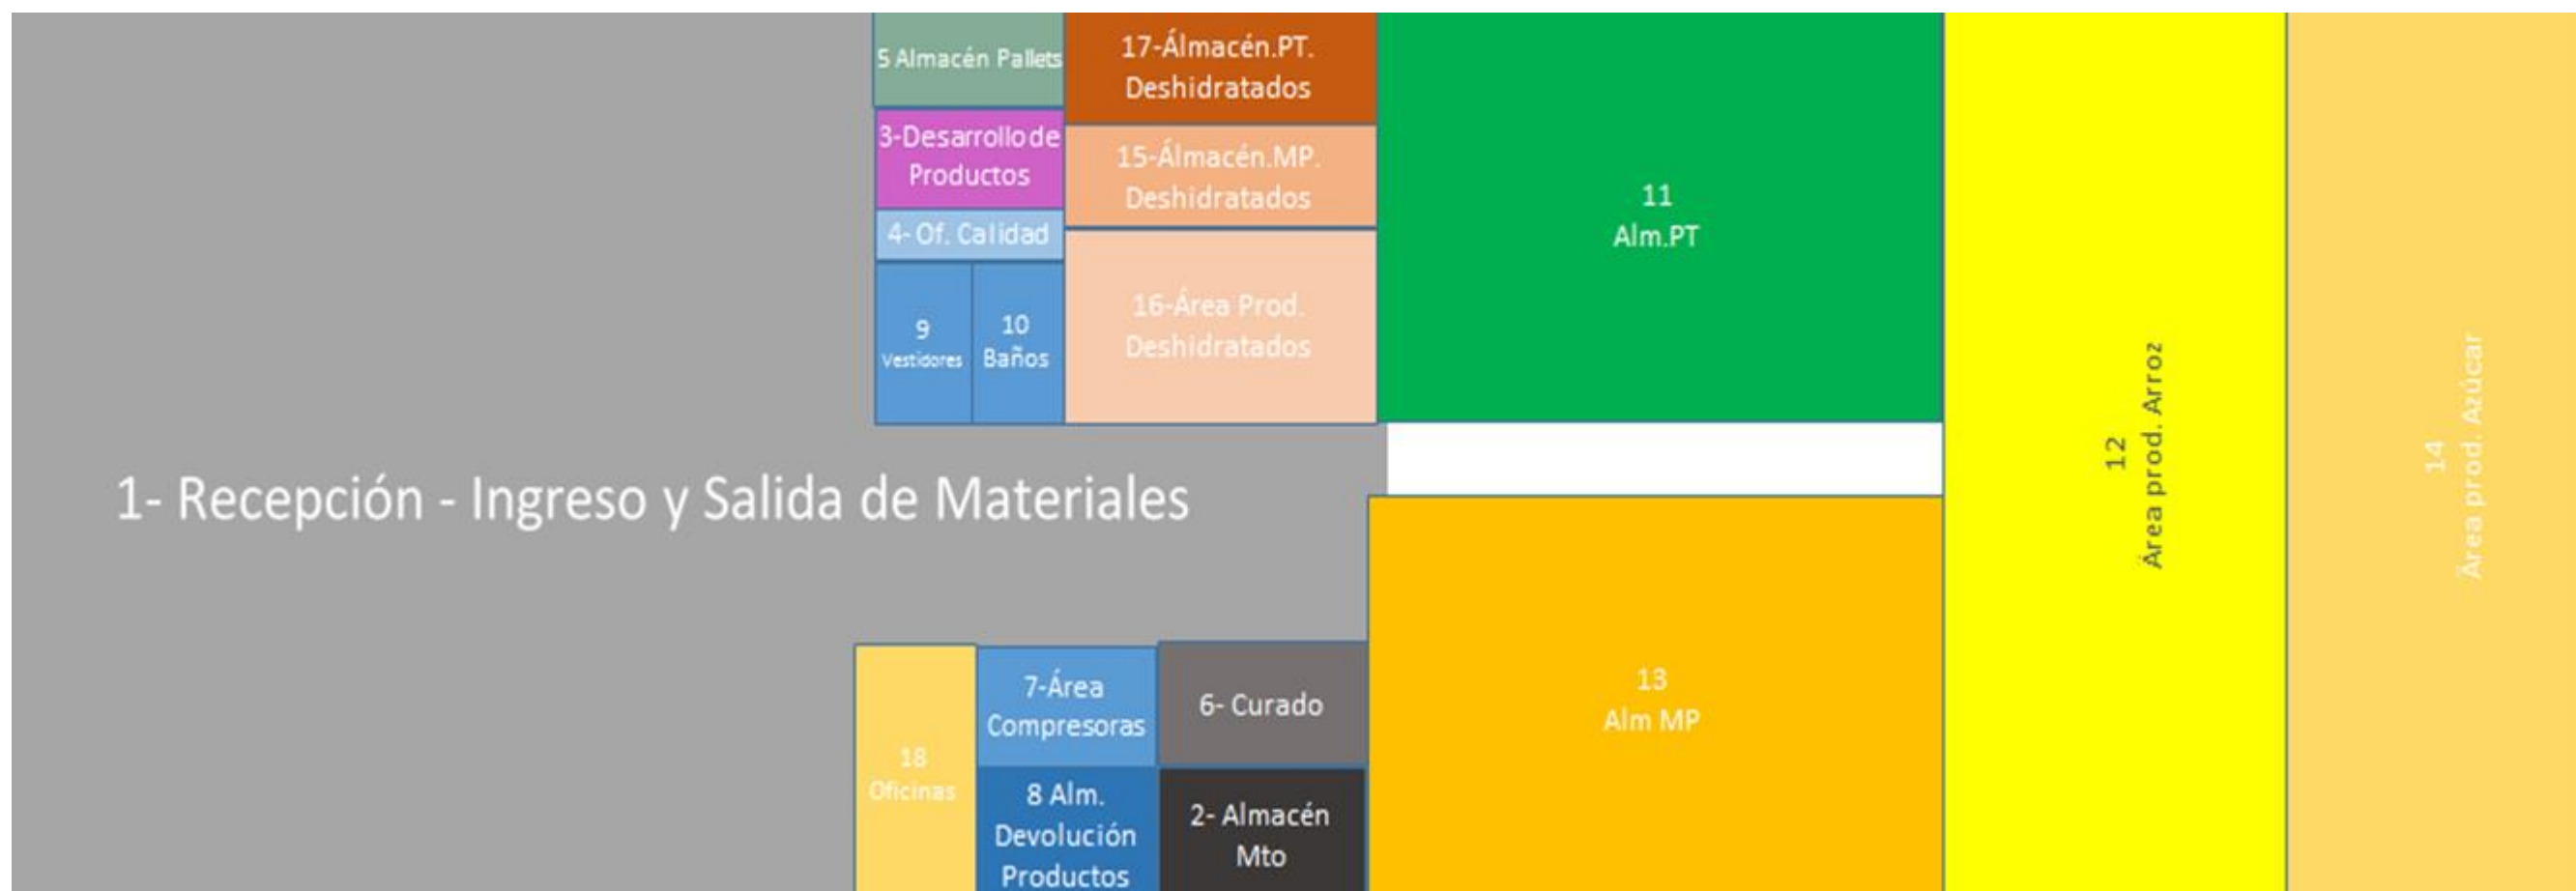 5 Almacén Pallets
17-Álmacén.PT.
Deshidratados
3-Desarrollo de
Productos
15-Álmacén.MP.
Deshidratados
4- Of. Calidad
9
Vestidores
10
Baños
16-Área Prod.
Deshidratados
11
Alm.PT
12
Área prod. Arroz
14
Área prod. Azúcar
1- Recepción - Ingreso y Salida de Materiales
13
Alm MP
18
Oficinas
7-Área
Compresoras
6- Curado
8 Alm.
Devolución
Productos
2- Almacén
Mto